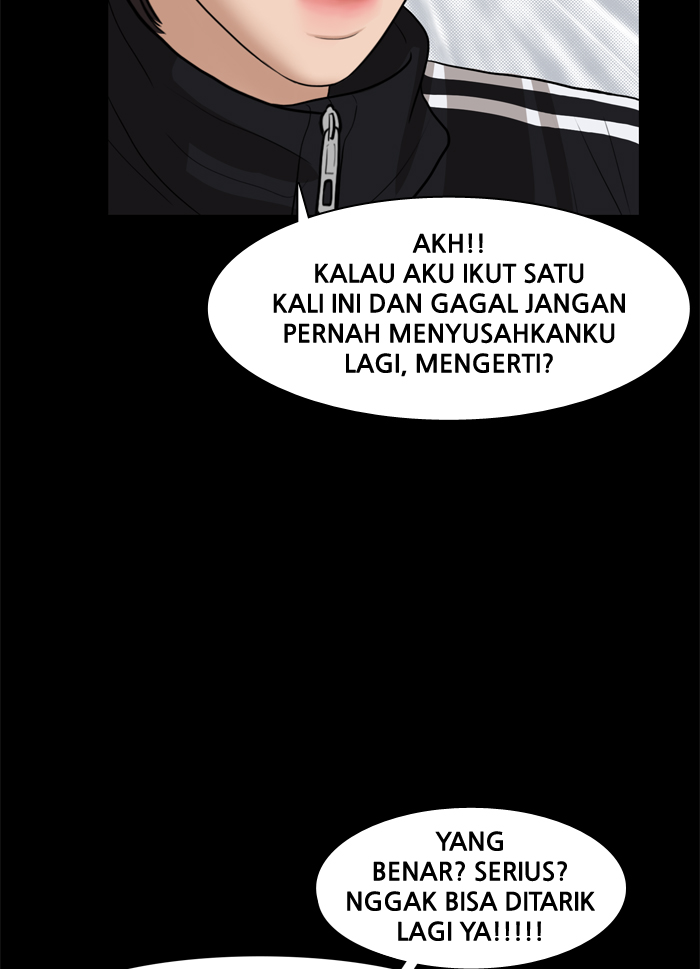 AKH!!
KALAU AKU IKUT SATU
KALI INI DAN GAGAL JANGAN
PERNAH MENYUSAHKANKU
LAGI, MENGERTI?
YANG
BENAR? SERIUS?
NGGAK BISA DITARIK
LAGI YA!!!!!